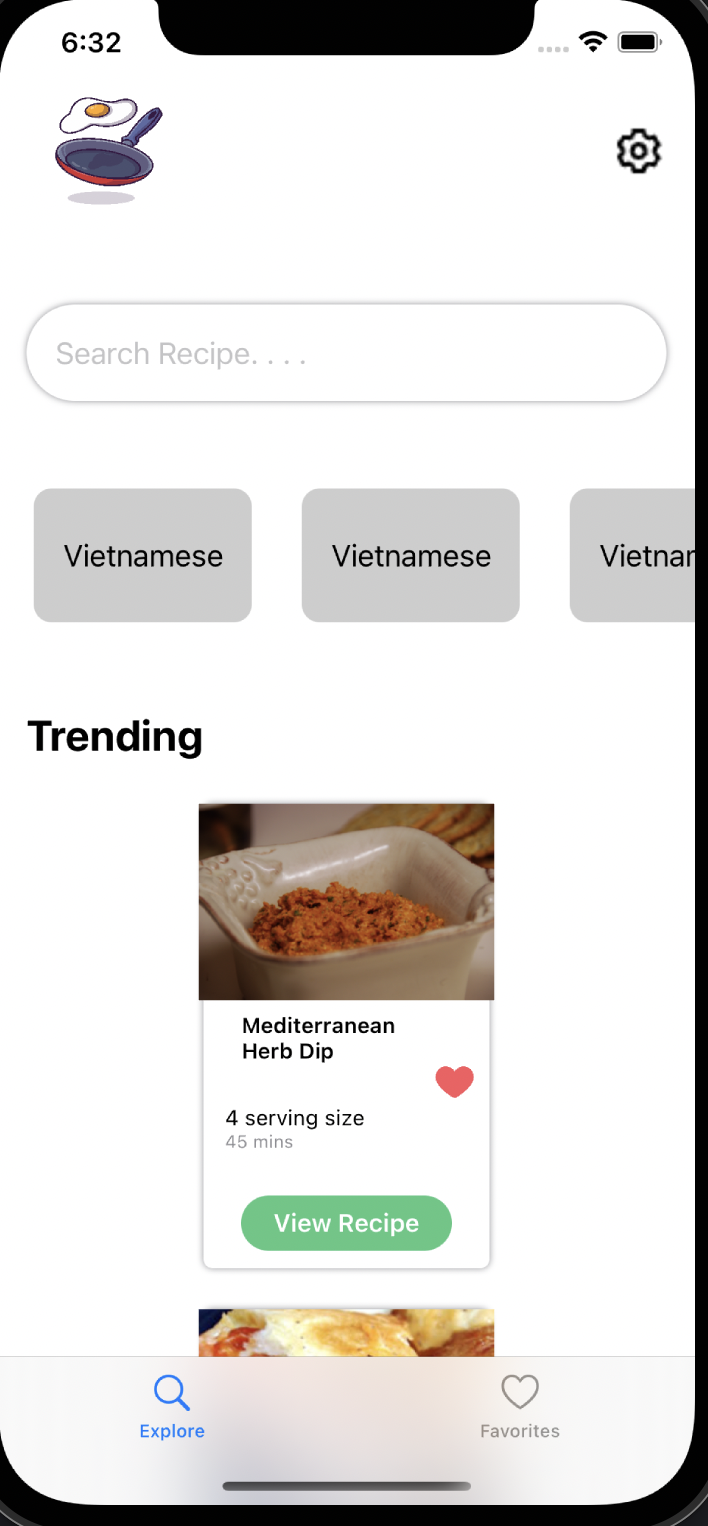 6:32
Search Recipe. . . .
Vietnamese
Vietnamese
Vietnar
Trending
Mediterranean
Herb Dip
4 serving size
45 mins
View Recipe
Explore
Favorites